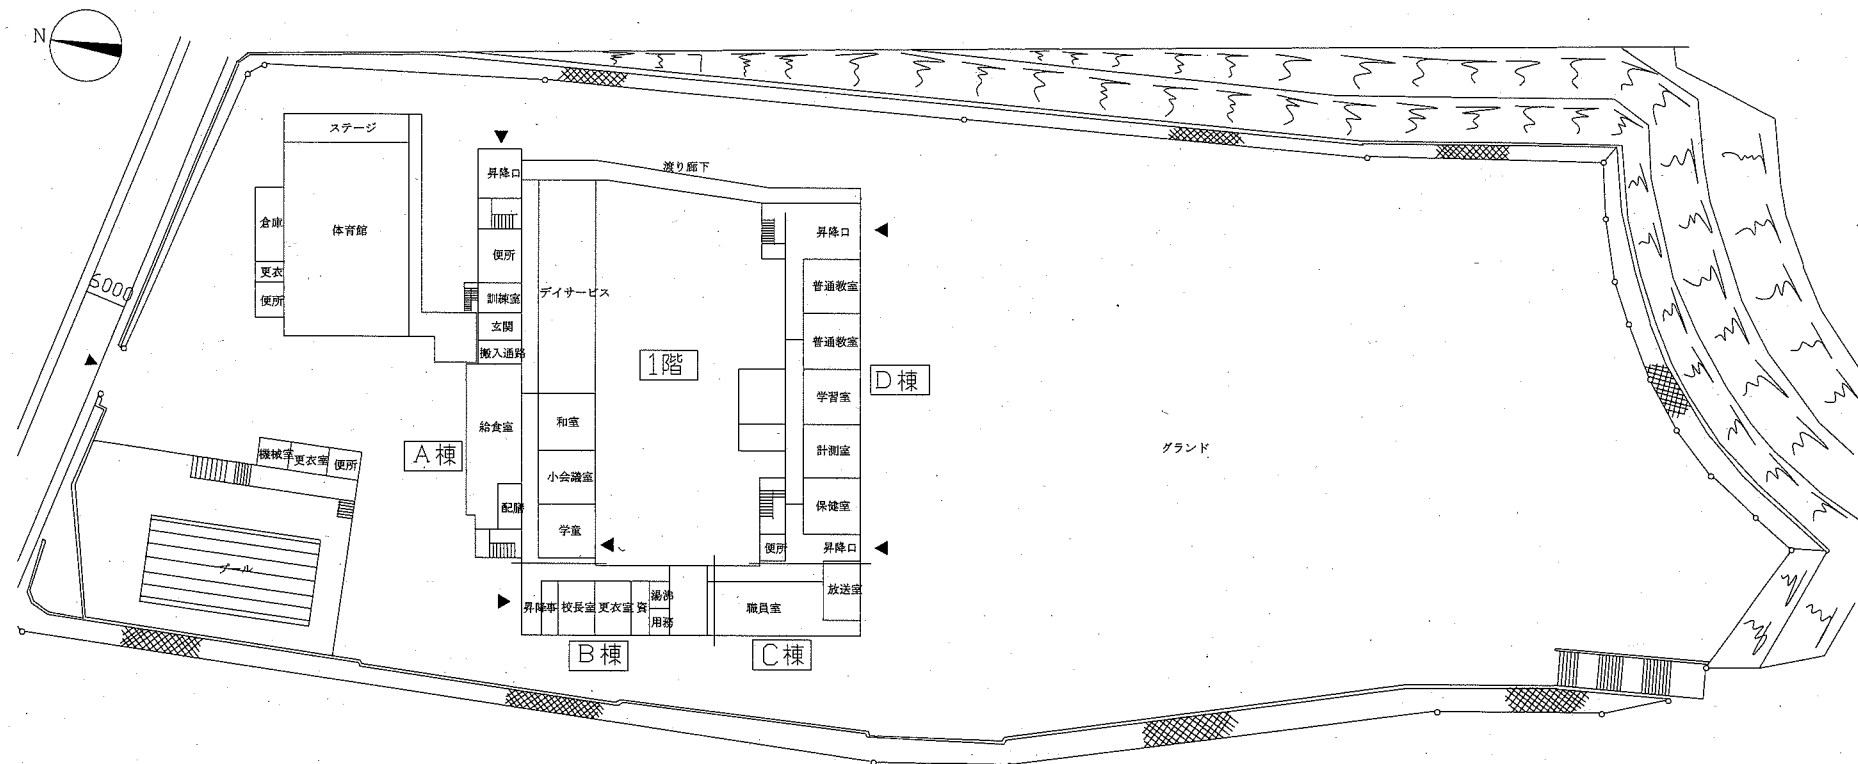 N
ステージ
渡り廊下
昇降口
倉庫
体育館
昇降口
便所
更衣
6000
便所
訓練室
デイサービス
普通教室
玄関
普通教室
搬入通路
1階
D棟
学習室
給食室
和室
グランド
A棟
計測室
機械室
更衣室
便所
小会議室
配膳
保健室
学童
便所
昇降口
プール
放送室
昇降
事
校長室
更衣室
資
湯沸
用務
職員室
B棟
C棟